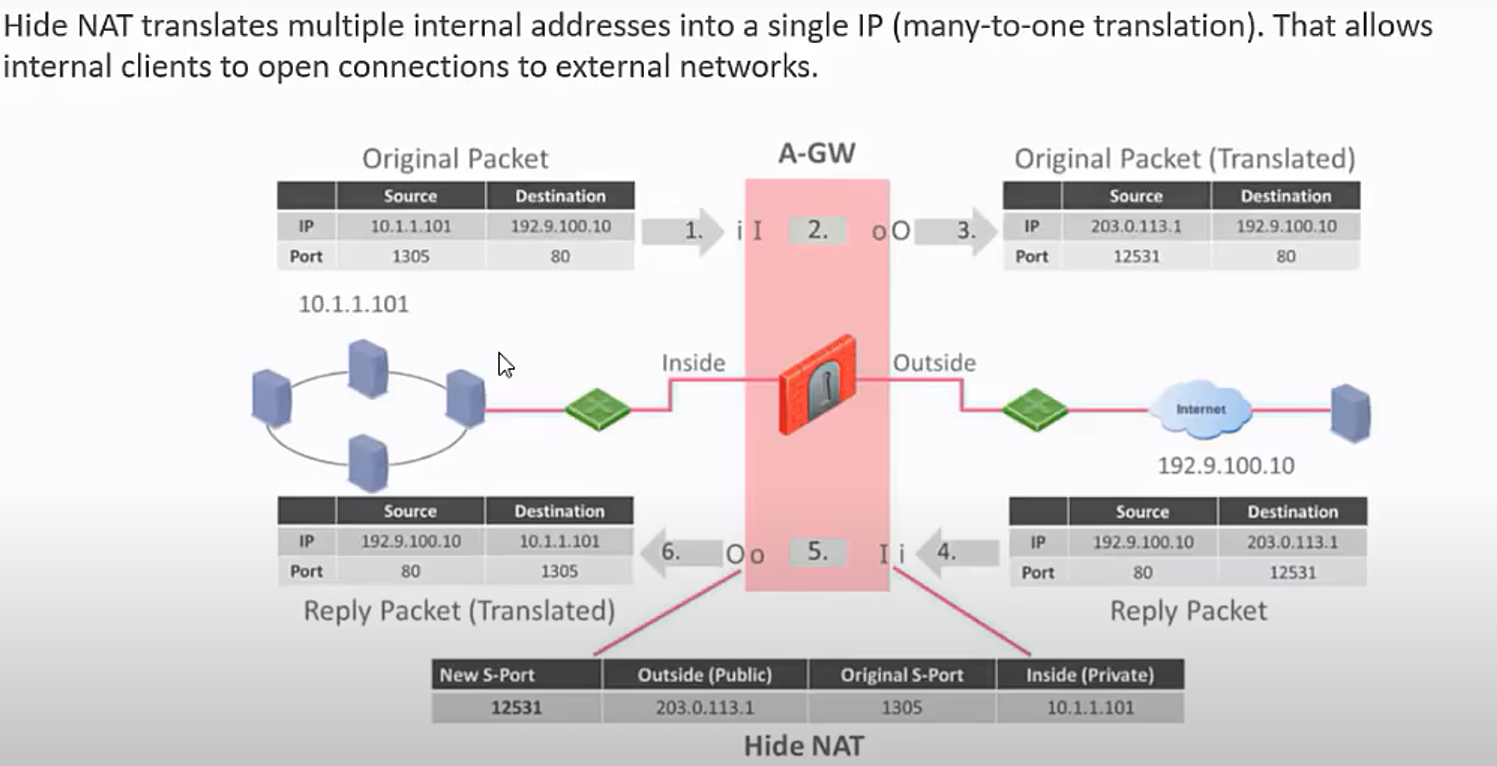 Hide NAT translates multiple internal addresses into a single IP (many-to-one translation). That allows
internal clients to open connections to external networks.
Original Packet
A-GW
Original Packet (Translated)
Source Destination
IP 10.1.1.101 192.9.100.10
Port 1305 80
1. i I 2. o O 3.
Source Destination
IP 203.0.113.1 192.9.100.10
Port 12531 80
10.1.1.101
Inside
Outside
Internet
192.9.100.10
Source Destination
IP 192.9.100.10 10.1.1.101
Port 80 1305
6. O o 5. I i 4.
Source Destination
IP 192.9.100.10 203.0.113.1
Port 80 12531
Reply Packet (Translated)
Reply Packet
New S-Port Outside (Public) Original S-Port Inside (Private)
12531 203.0.113.1 1305 10.1.1.101
Hide NAT